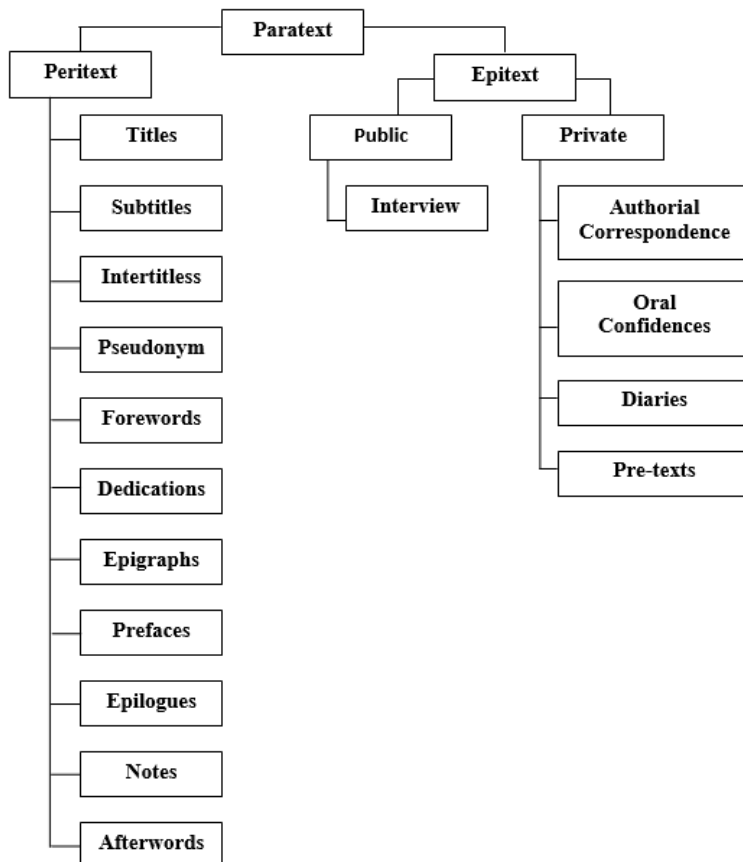 Paratext
Peritext
Epitext
Titles
Public
Private
Subtitles
Interview
Authorial
Correspondence
Intertitless
Oral
Confidences
Pseudonym
Forewords
Diaries
Dedications
Pre-texts
Epigraphs
Prefaces
Epilogues
Notes
Afterwords